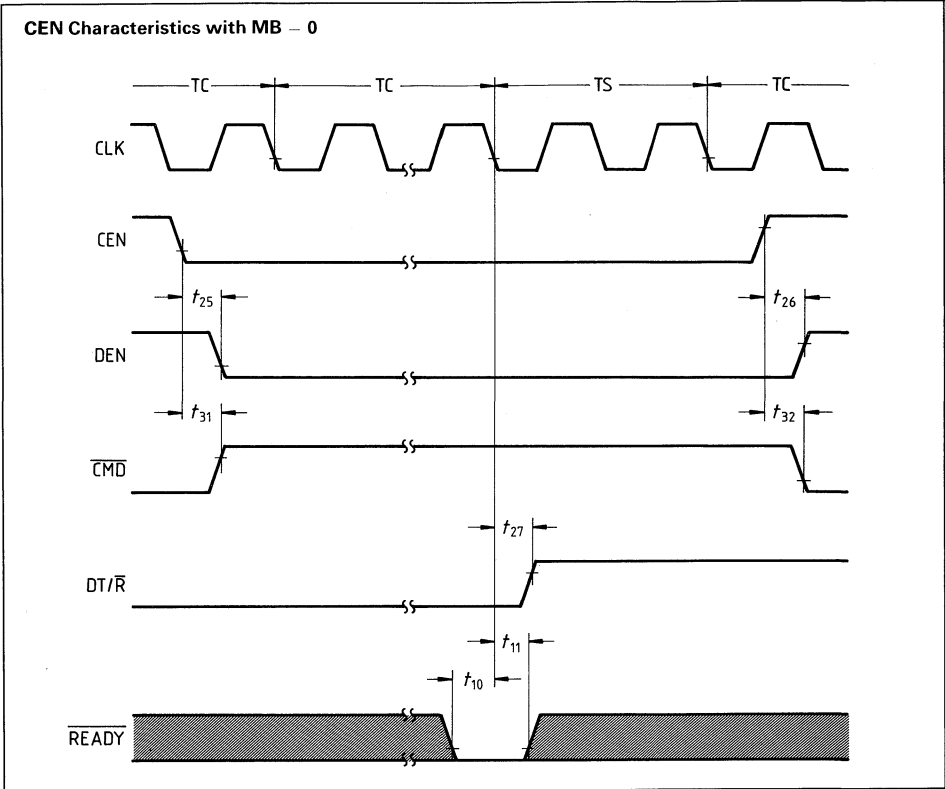 CEN Characteristics with MB – 0
TC TC TS TC
CLK
CEN
t25 t26
DEN
t31 t32
CMD
t27
DT/R
t11
t10
READY